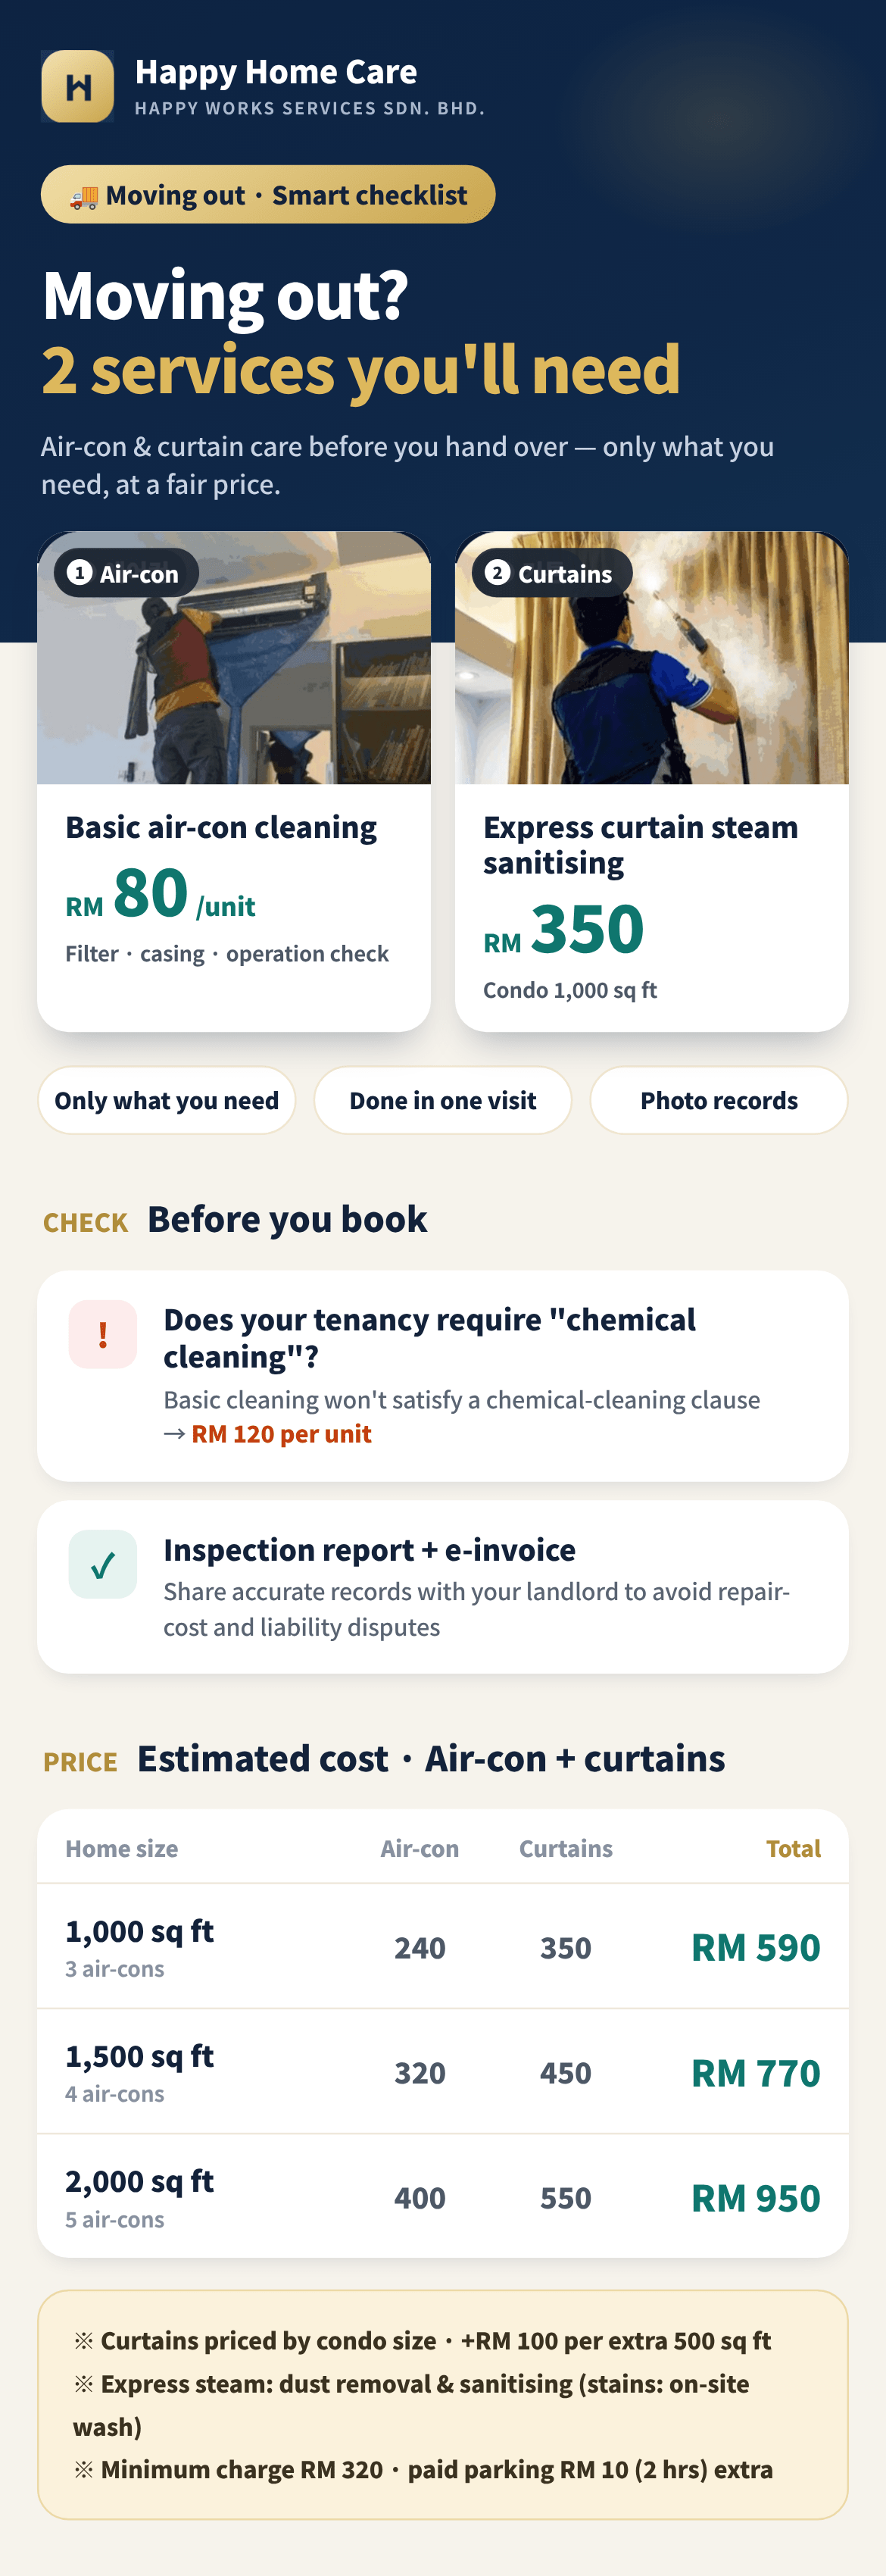 H
Happy Home Care
HAPPY WORKS SERVICES SDN. BHD.
🚚 Moving out · Smart checklist
Moving out?
2 services you'll need
Air-con & curtain care before you hand over — only what you
need, at a fair price.
1 Air-con
2 Curtains
Basic air-con cleaning
RM 80 /unit
Filter · casing · operation check
Express curtain steam
sanitising
RM 350
Condo 1,000 sq ft
Only what you need
Done in one visit
Photo records
CHECK Before you book
!
Does your tenancy require "chemical
cleaning"?
Basic cleaning won't satisfy a chemical-cleaning clause
→ RM 120 per unit
✓
Inspection report + e-invoice
Share accurate records with your landlord to avoid repair-
cost and liability disputes
PRICE Estimated cost · Air-con + curtains
Home size Air-con Curtains Total
1,000 sq ft
3 air-cons
240 350 RM 590
1,500 sq ft
4 air-cons
320 450 RM 770
2,000 sq ft
5 air-cons
400 550 RM 950
※ Curtains priced by condo size · +RM 100 per extra 500 sq ft
※ Express steam: dust removal & sanitising (stains: on-site
wash)
※ Minimum charge RM 320 · paid parking RM 10 (2 hrs) extra